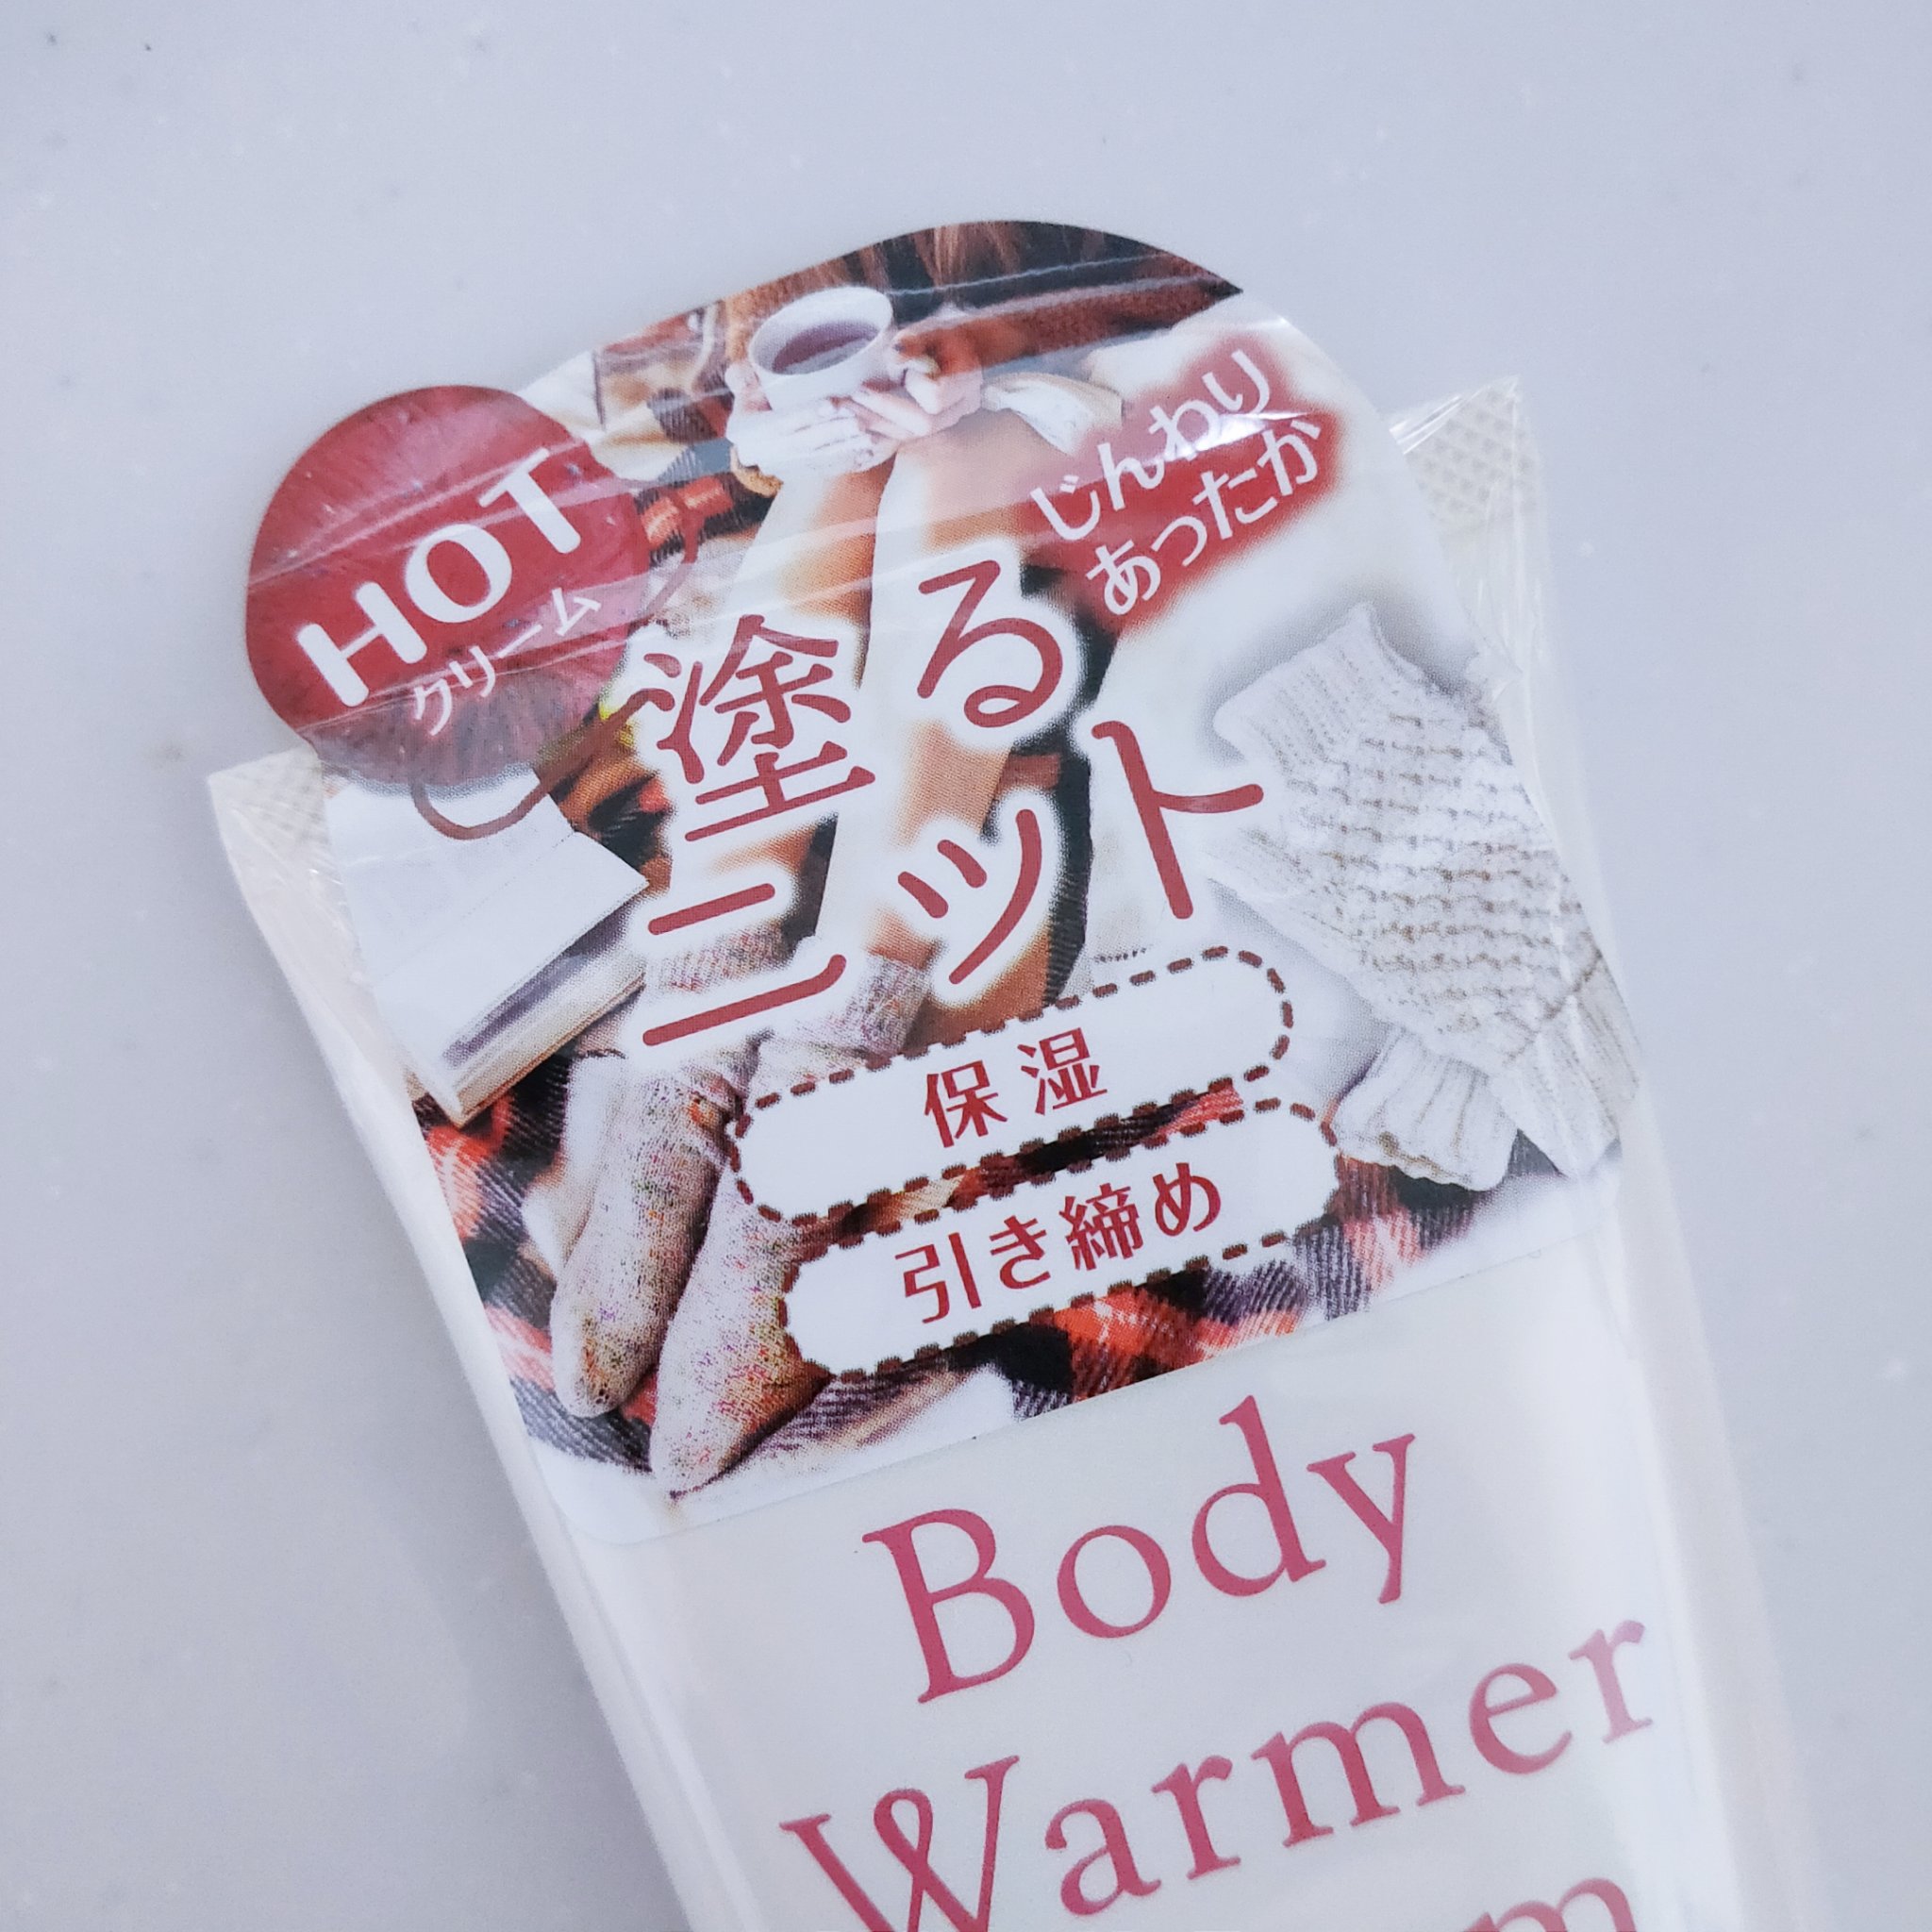 HOT
クリーム
じんわり
あったか
塗る
ニット
保湿
引き締め
Body
Warmer